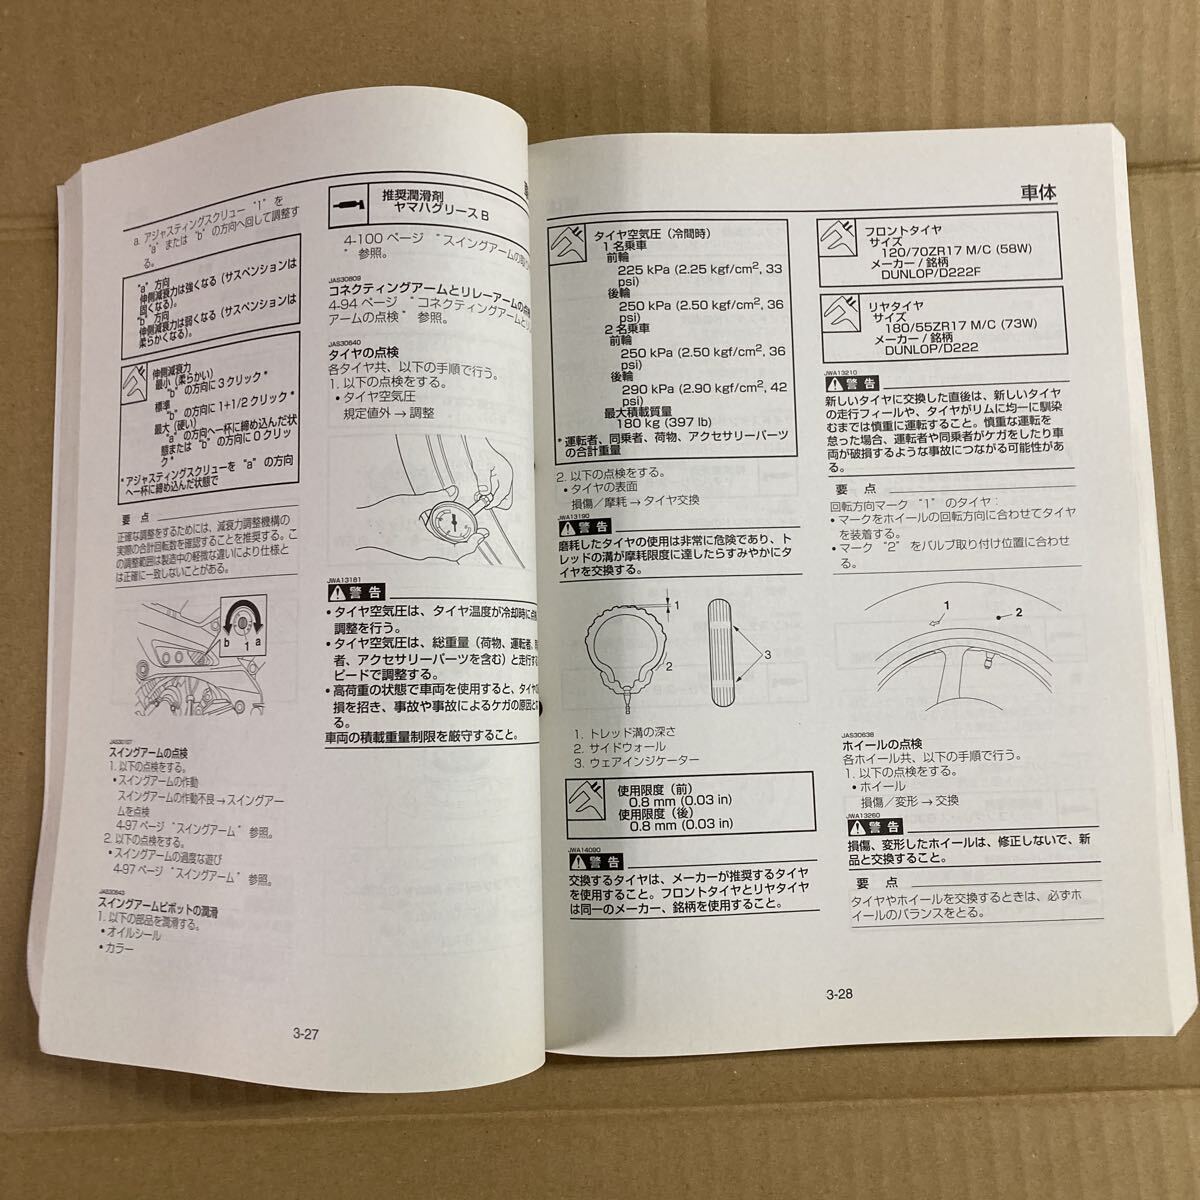 a. アジャスティングスクリュー "1" を
"a" または "b" の方向へ回して調整す
る。
"a" 方向
伸側減衰力は強くなる（サスペンションは
固くなる）。
"b" 方向
伸側減衰力は弱くなる（サスペンションは
柔らかくなる）。
伸側減衰力
最小（柔らかい）
"b" の方向に 3 クリック *
標準
"b" の方向に 1+1/2 クリック *
最大（硬い）
"a" の方向へ一杯に締め込んだ状
態または "b" の方向に 0 クリッ
ク *
* アジャスティングスクリューを "a" の方向
へ一杯に締め込んだ状態で
要 点
正確な調整をするためには、減衰力調整機構の
実際の合計回転数を確認することを推奨する。こ
の調整範囲は製造中の軽微な違いにより仕様と
は正確に一致しないことがある。
b 1 a
JAS30107
スイングアームの点検
1. 以下の点検をする。
• スイングアームの作動
スイングアームの作動不良 → スイングアー
ムを点検
4-97 ページ "スイングアーム" 参照。
2. 以下の点検をする。
• スイングアームの過度な遊び
4-97 ページ "スイングアーム" 参照。
JAS30643
スイングアームピボットの潤滑
1. 以下の部品を潤滑する。
• オイルシール
• カラー
推奨潤滑剤
ヤマハグリース B
4-100 ページ "スイングアームの取り
" 参照。
JAS30609
コネクティングアームとリレーアームの点
4-94 ページ "コネクティングアームと
アームの点検" 参照。
JAS30640
タイヤの点検
各タイヤ共、以下の手順で行う。
1. 以下の点検をする。
• タイヤ空気圧
規定値外 → 調整
JWA13181
警 告
• タイヤ空気圧は、タイヤ温度が冷却時に点検
調整を行う。
• タイヤ空気圧は、総重量（荷物、運転者、
者、アクセサリーパーツを含む）と走行す
ピードで調整する。
• 高荷重の状態で車両を使用すると、タイヤの
損を招き、事故や事故によるケガの原因と
る。
車両の積載重量制限を厳守すること。
3-27
車体
タイヤ空気圧（冷間時）
1 名乗車
前輪
225 kPa (2.25 kgf/cm², 33
psi)
後輪
250 kPa (2.50 kgf/cm², 36
psi)
2 名乗車
前輪
250 kPa (2.50 kgf/cm², 36
psi)
後輪
290 kPa (2.90 kgf/cm², 42
psi)
最大積載質量
180 kg (397 lb)
* 運転者、同乗者、荷物、アクセサリーパーツ
の合計重量
2. 以下の点検をする。
• タイヤの表面
損傷／摩耗 → タイヤ交換
JWA13190
警 告
磨耗したタイヤの使用は非常に危険であり、ト
レッドの溝が摩耗限度に達したらすみやかにタ
イヤを交換する。
1
2
3
1. トレッド溝の深さ
2. サイドウォール
3. ウェアインジケーター
使用限度（前）
0.8 mm (0.03 in)
使用限度（後）
0.8 mm (0.03 in)
JWA14090
警 告
交換するタイヤは、メーカーが推奨するタイヤ
を使用すること。フロントタイヤとリヤタイヤ
は同一のメーカー、銘柄を使用すること。
フロントタイヤ
サイズ
120/70ZR17 M/C (58W)
メーカー / 銘柄
DUNLOP/D222F
リヤタイヤ
サイズ
180/55ZR17 M/C (73W)
メーカー / 銘柄
DUNLOP/D222
JWA13210
警 告
新しいタイヤに交換した直後は、新しいタイヤ
の走行フィールや、タイヤがリムに均一に馴染
むまでは慎重に運転すること。慎重な運転を
怠った場合、運転者や同乗者がケガをしたり車
両が破損するような事故につながる可能性があ
る。
要 点
回転方向マーク "1" のタイヤ：
• マークをホイールの回転方向に合わせてタイヤ
を装着する。
• マーク "2" をバルブ取り付け位置に合わせ
る。
1
2
JAS30638
ホイールの点検
各ホイール共、以下の手順で行う。
1. 以下の点検をする。
• ホイール
損傷／変形 → 交換
JWA13260
警 告
損傷、変形したホイールは、修正しないで、新
品と交換すること。
要 点
タイヤやホイールを交換するときは、必ずホ
イールのバランスをとる。
3-28